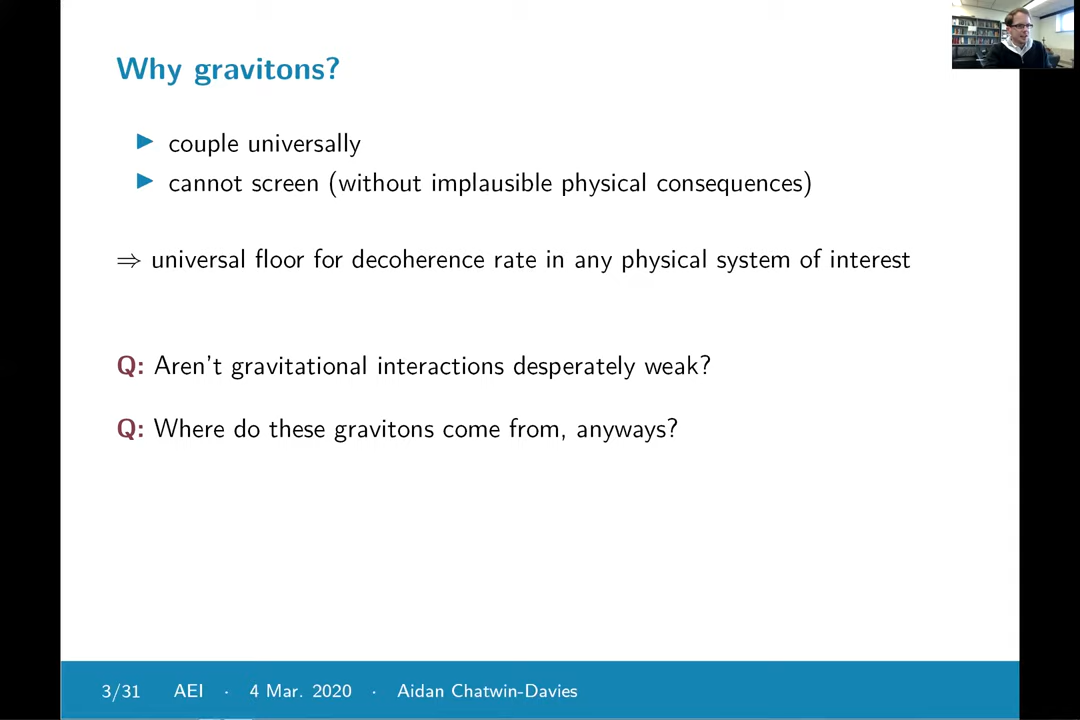 Why gravitons?
▶ couple universally
▶ cannot screen (without implausible physical consequences)
⇒ universal floor for decoherence rate in any physical system of interest
Q: Aren't gravitational interactions desperately weak?
Q: Where do these gravitons come from, anyways?
3/31 AEI · 4 Mar. 2020 · Aidan Chatwin-Davies